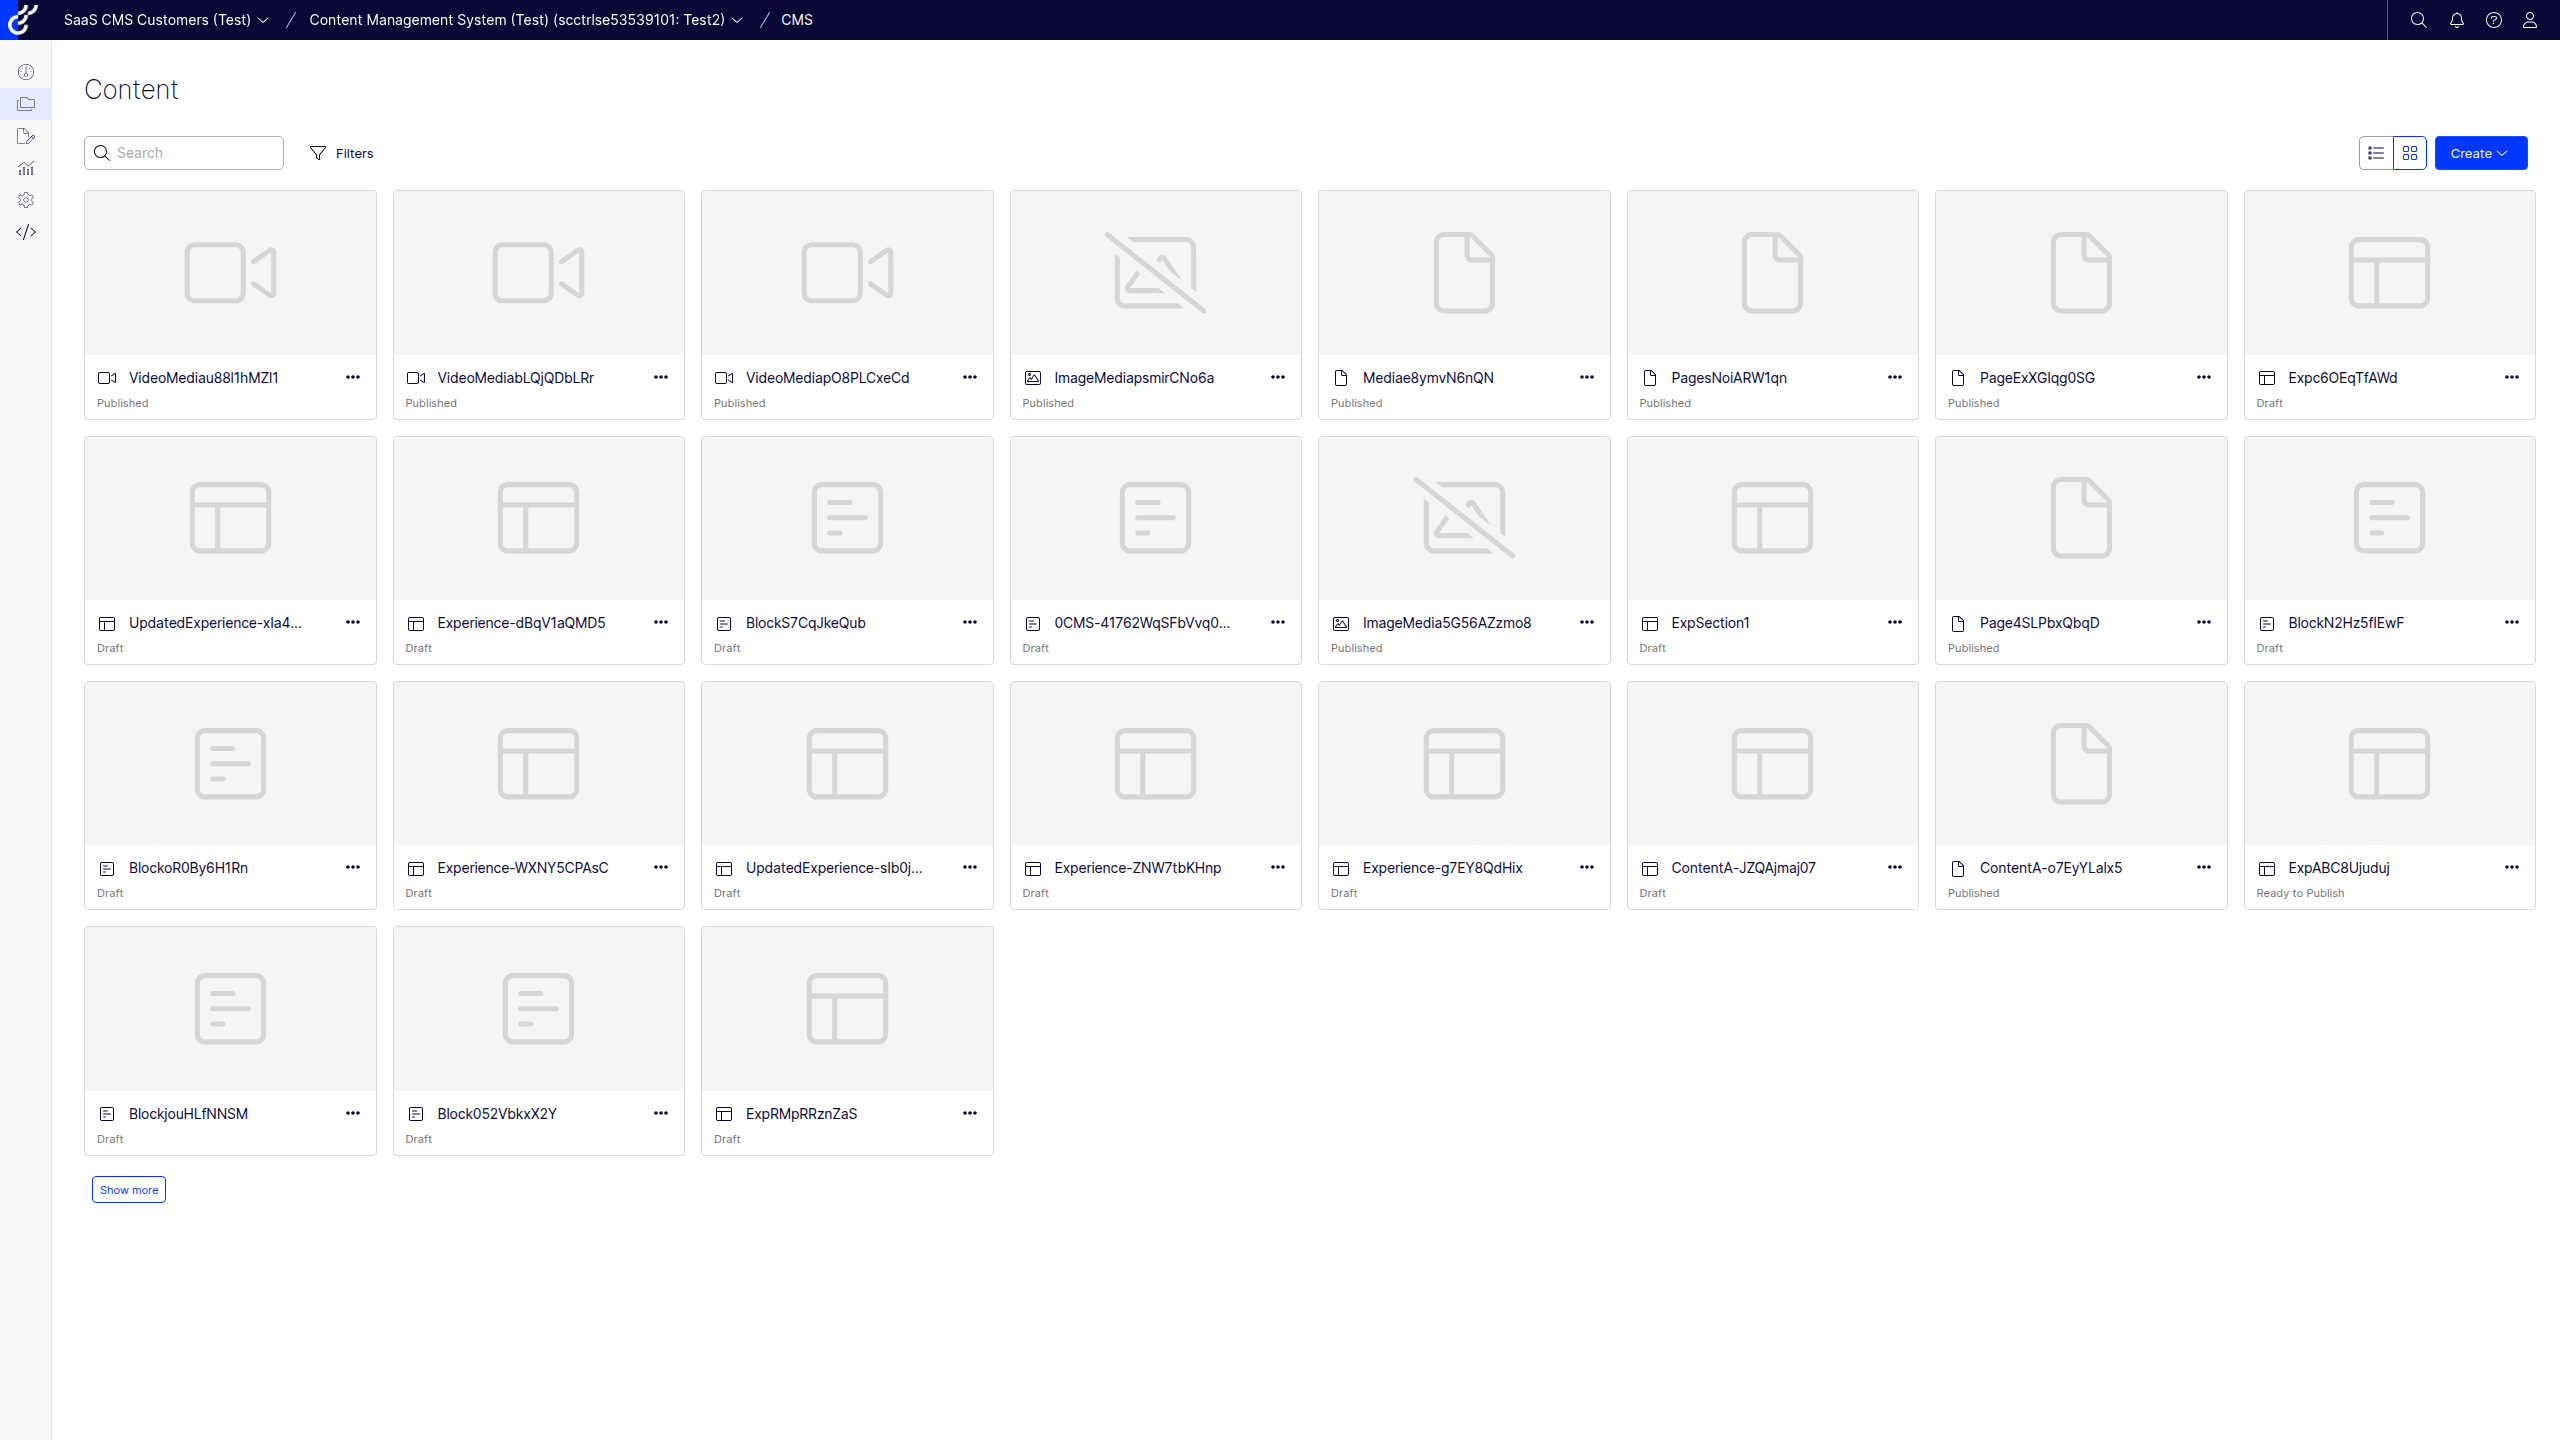 SaaS CMS Customers (Test) / Content Management System (Test) (scctrlse53539101: Test2) / CMS
Content
Search Filters Create
VideoMediau88l1hMZl1 VideoMediabLQjQDbLRr VideoMediapO8PLCxeCd ImageMediapsmirCNo6a Mediae8ymvN6nQN PagesNoiARW1qn PageExXGlqg0SG Expc6OEqTfAWd
Published Published Published Published Published Published Published Draft
UpdatedExperience-xla4... Experience-dBqV1aQMD5 BlockS7CqJkeQub 0CMS-41762WqSFbVvq0... ImageMedia5G56AZzmo8 ExpSection1 Page4SLPbxQbqD BlockN2Hz5flEwF
Draft Draft Draft Draft Published Draft Published Draft
BlockoR0By6H1Rn Experience-WXNY5CPAsC UpdatedExperience-slb0j... Experience-ZNW7tbKHnp Experience-g7EY8QdHix ContentA-JZQAjmaj07 ContentA-o7EyYLalx5 ExpABC8Ujuduj
Draft Draft Draft Draft Draft Draft Published Ready to Publish
BlockjouHLfNNSM Block052VbkxX2Y ExpRMpRRznZaS
Draft Draft Draft
Show more